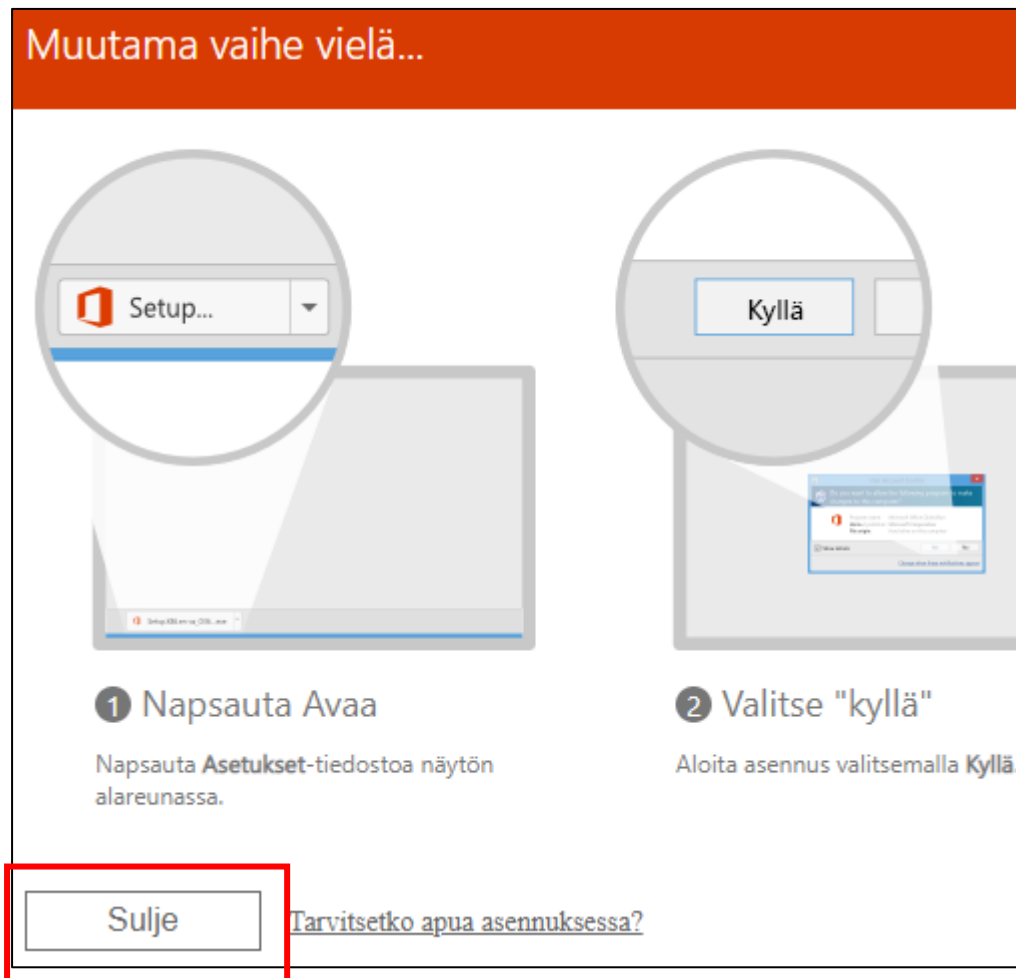 Muutama vaihe vielä...
Setup...
Kyllä
1 Napsauta Avaa
Napsauta Asetukset-tiedostoa näytön
alareunassa.
2 Valitse "kyllä"
Aloita asennus valitsemalla Kyllä.
Sulje
Tarvitsetko apua asennuksessa?